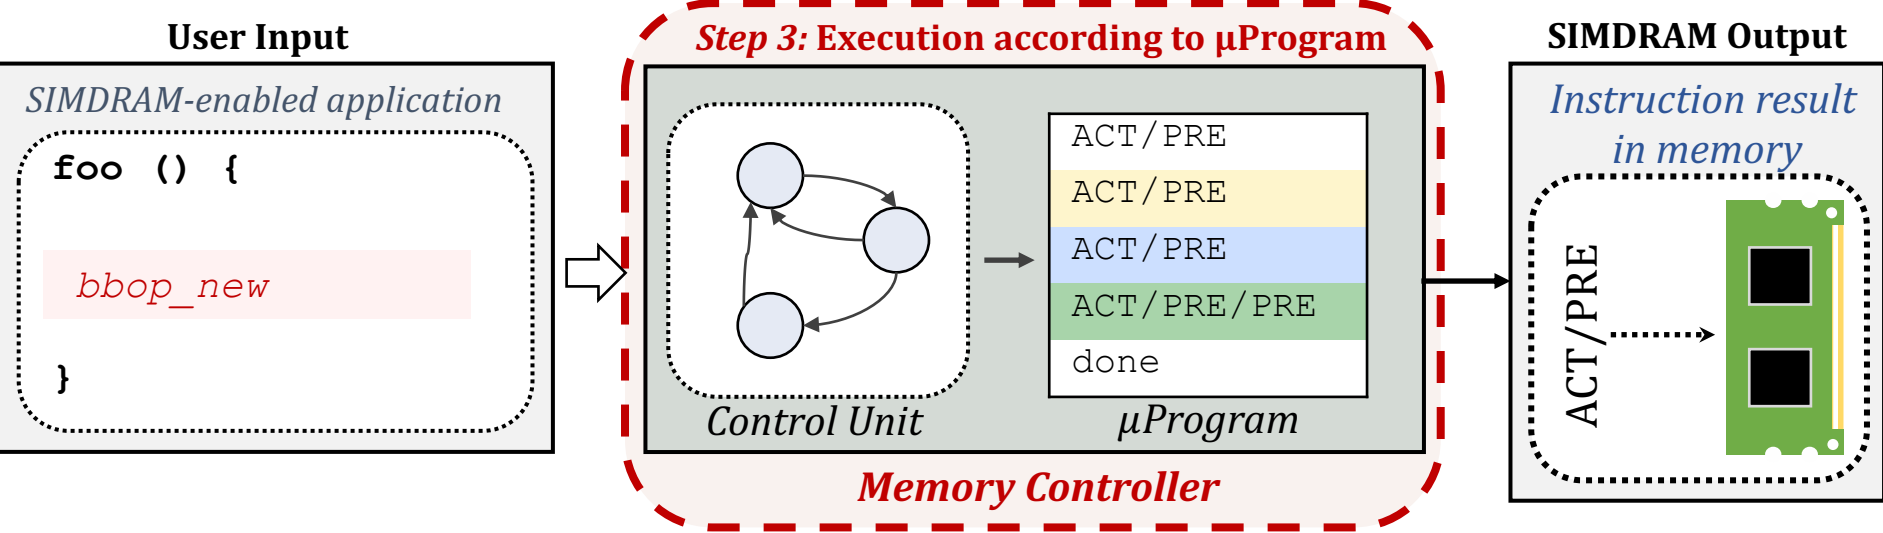 User Input
SIMDRAM-enabled application
foo () {
bbop_new
}
Step 3: Execution according to μProgram
Control Unit
ACT/PRE
ACT/PRE
ACT/PRE
ACT/PRE/PRE
done
μProgram
Memory Controller
SIMDRAM Output
Instruction result
in memory
ACT/PRE